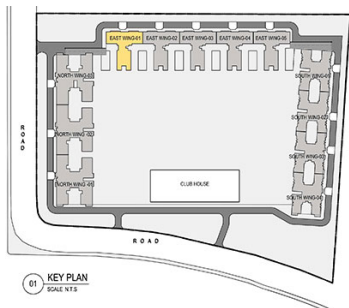 EAST WING-01 EAST WING-02 EAST WING-03 EAST WING-04 EAST WING-05
NORTH WING-03
SOUTH WING-01
ROAD
SOUTH WING-02
NORTH WING-02
SOUTH WING-03
NORTH WING-01
CLUB HOUSE
SOUTH WING-04
ROAD
01 KEY PLAN
SCALE N.T.S